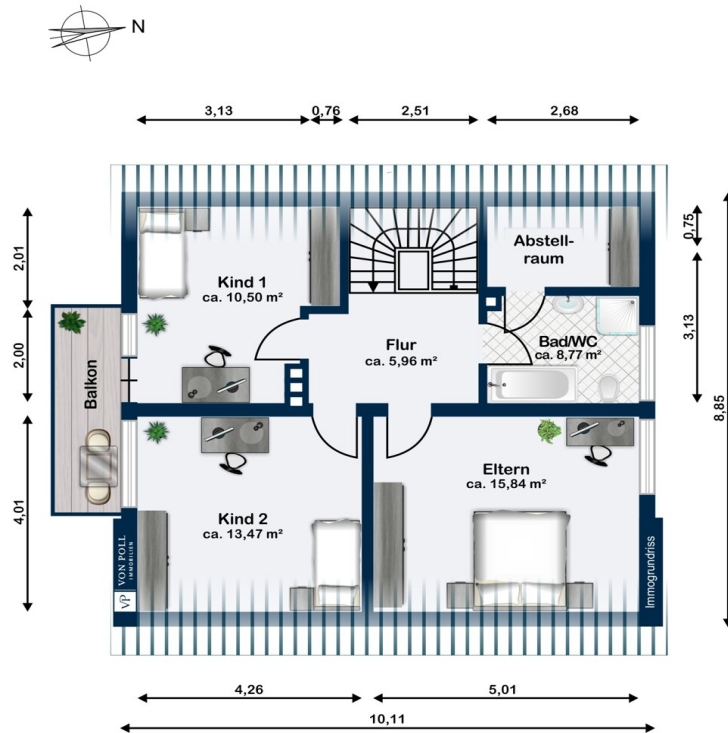 N
3,13
0,76
2,51
2,68
2,01
2,00
4,01
0,75
3,13
8,85
Abstell-
raum
Kind 1
ca. 10,50 m²
Flur
ca. 5,96 m²
Bad/WC
ca. 8,77 m²
Balkon
Kind 2
ca. 13,47 m²
Eltern
ca. 15,84 m²
VP VON POLL
IMMOBILIEN
Immogrundriss
4,26
5,01
10,11